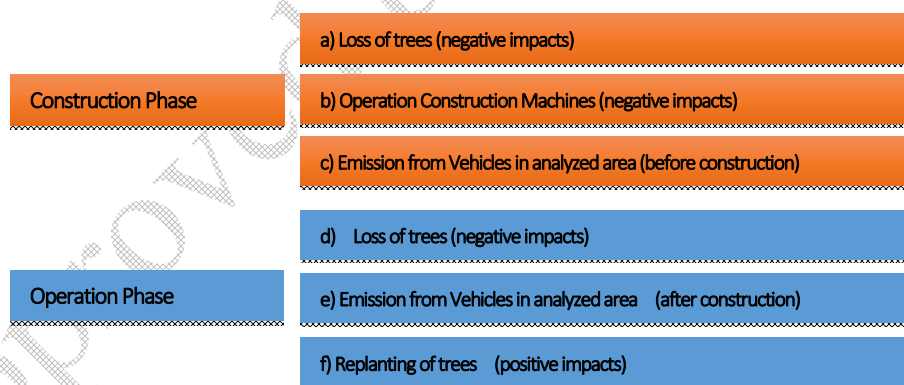 a) Loss of trees (negative impacts)
Construction Phase
b) Operation Construction Machines (negative impacts)
c) Emission from Vehicles in analyzed area (before construction)
d) Loss of trees (negative impacts)
Operation Phase
e) Emission from Vehicles in analyzed area (after construction)
f) Replanting of trees (positive impacts)